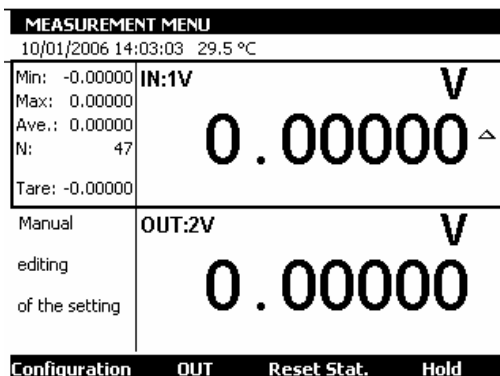 MEASUREMENT MENU
10/01/2006 14:03:03 29.5 °C
Min: -0.00000
Max: 0.00000
Ave.: 0.00000
N: 47
Tare: -0.00000
IN:1V V
0.00000
Manual
editing
of the setting
OUT:2V V
0.00000
Configuration OUT Reset Stat. Hold